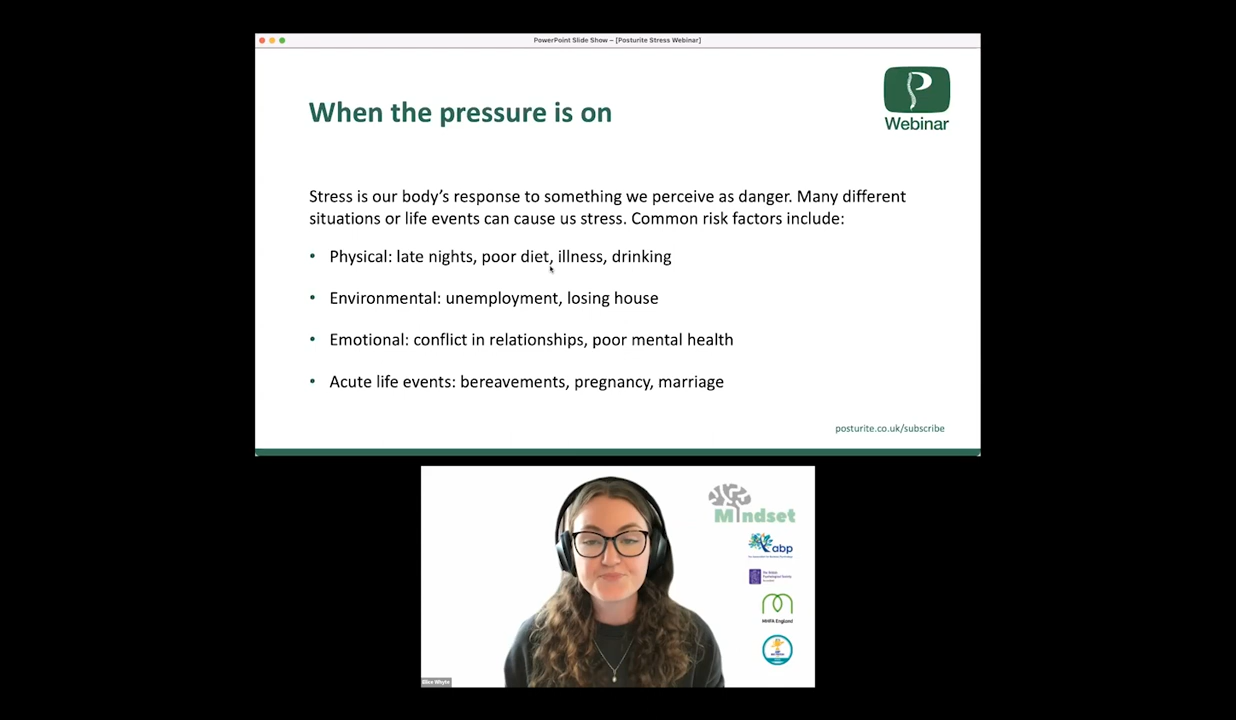 PowerPoint Slide Show – [Posturite Stress Webinar]
When the pressure is on
P
Webinar
Stress is our body’s response to something we perceive as danger. Many different
situations or life events can cause us stress. Common risk factors include:
• Physical: late nights, poor diet, illness, drinking
• Environmental: unemployment, losing house
• Emotional: conflict in relationships, poor mental health
• Acute life events: bereavements, pregnancy, marriage
posturite.co.uk/subscribe
Mindset
abp
MHFA England
Elice Whyte